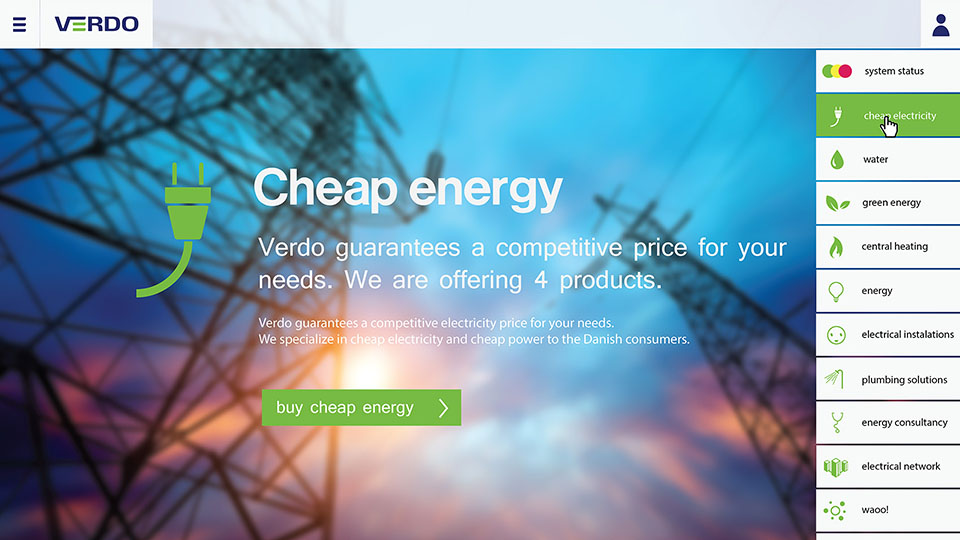 VERDO
system status
cheap electricity
water
green energy
central heating
energy
electrical instalations
plumbing solutions
energy consultancy
electrical network
waoo!
Cheap energy
Verdo guarantees a competitive price for your
needs. We are offering 4 products.
Verdo guarantees a competitive electricity price for your needs.
We specialize in cheap electricity and cheap power to the Danish consumers.
buy cheap energy